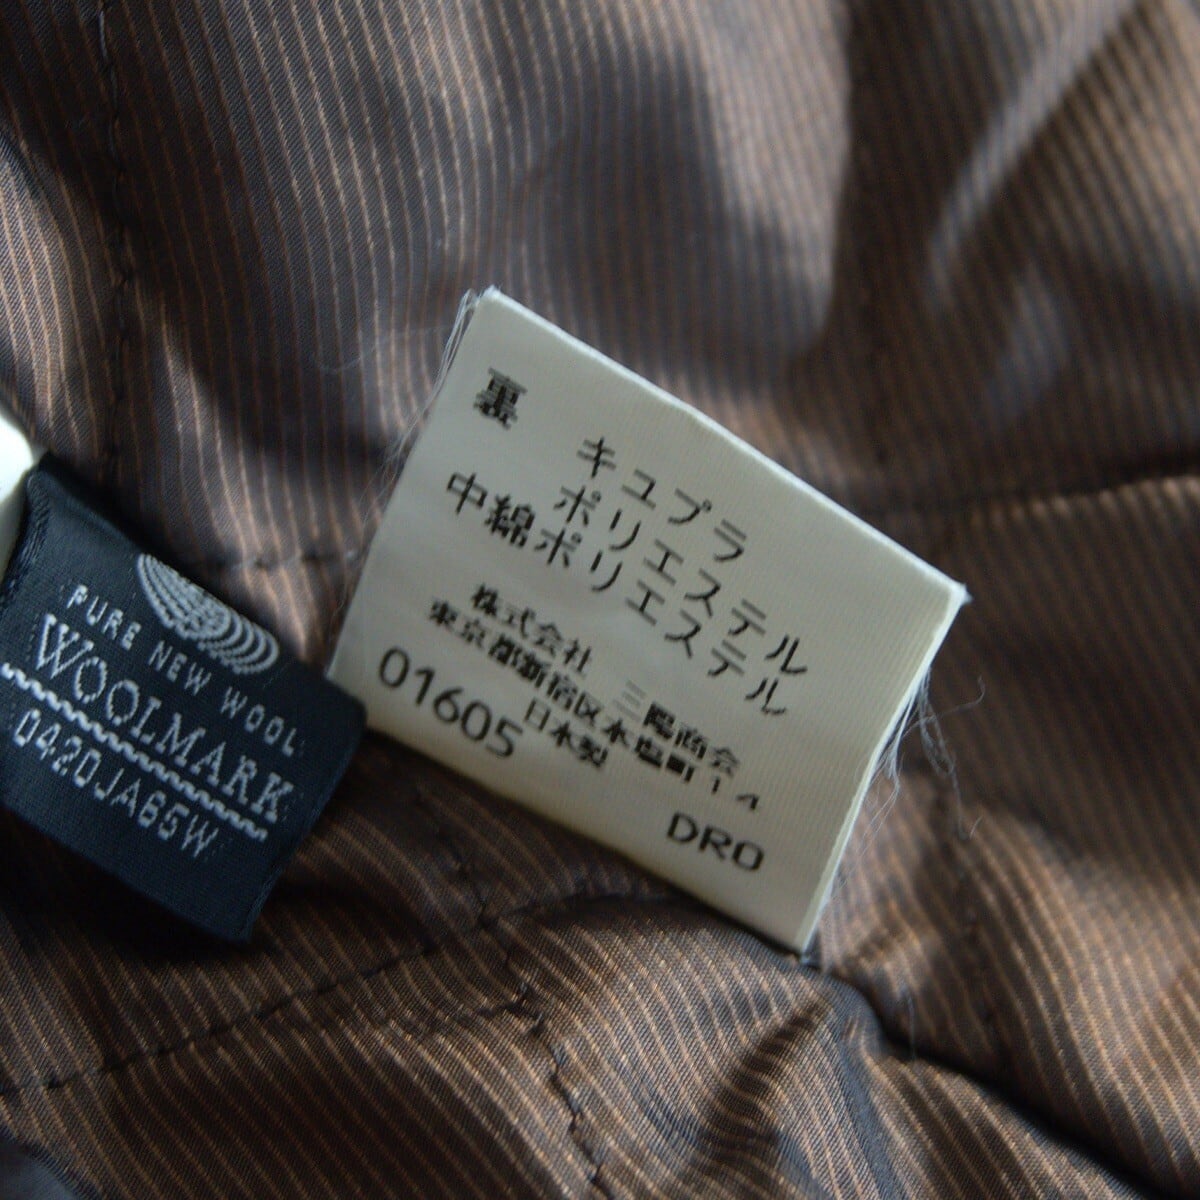 裏 キュプラ
ポリエステル
中綿ポリエステル
株式会社 三陽商会
東京都新宿区本塩町14
日本製
01605
DRO
PURE NEW WOOL
WOOLMARK
0420JA65W